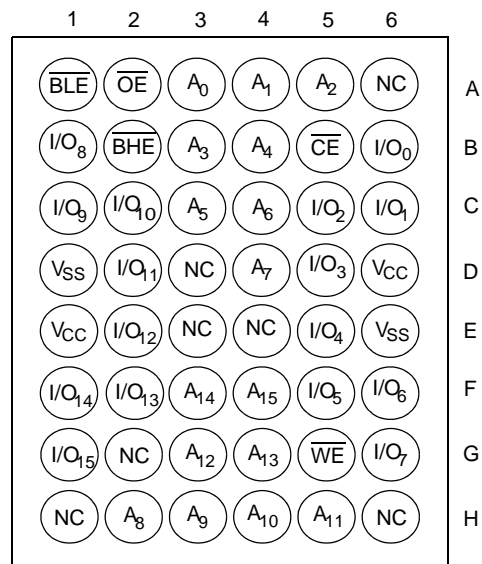 1 2 3 4 5 6
BLE OE A0 A1 A2 NC A
I/O8 BHE A3 A4 CE I/O0 B
I/O9 I/O10 A5 A6 I/O2 I/O1 C
VSS I/O11 NC A7 I/O3 VCC D
VCC I/O12 NC NC I/O4 VSS E
I/O14 I/O13 A14 A15 I/O5 I/O6 F
I/O15 NC A12 A13 WE I/O7 G
NC A8 A9 A10 A11 NC H